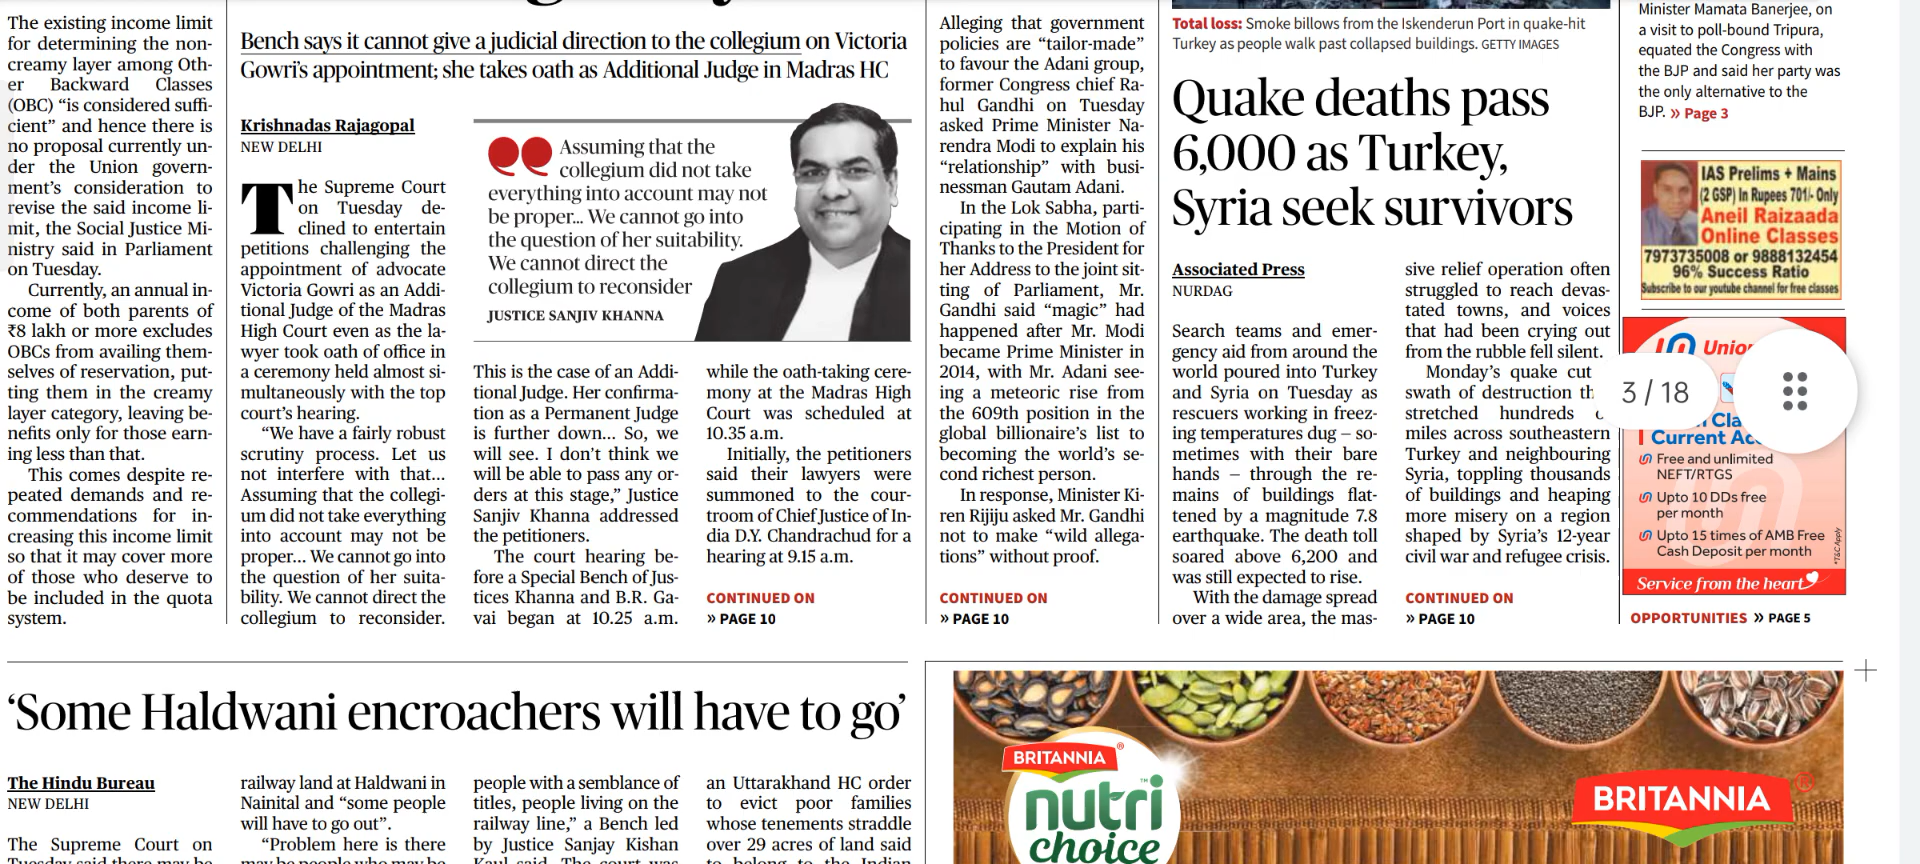 The existing income limit
for determining the non-
creamy layer among Oth-
er Backward Classes
(OBC) “is considered suffi-
cient” and hence there is
no proposal currently un-
der the Union govern-
ment’s consideration to
revise the said income li-
mit, the Social Justice Mi-
nistry said in Parliament
on Tuesday.
Currently, an annual in-
come of both parents of
₹8 lakh or more excludes
OBCs from availing them-
selves of reservation, put-
ting them in the creamy
layer category, leaving be-
nefits only for those earn-
ing less than that.
This comes despite re-
peated demands and re-
commendations for in-
creasing this income limit
so that it may cover more
of those who deserve to
be included in the quota
system.
Bench says it cannot give a judicial direction to the collegium on Victoria
Gowri’s appointment; she takes oath as Additional Judge in Madras HC
Krishnadas Rajagopal
NEW DELHI
The Supreme Court
on Tuesday de-
clined to entertain
petitions challenging the
appointment of advocate
Victoria Gowri as an Addi-
tional Judge of the Madras
High Court even as the la-
wyer took oath of office in
a ceremony held almost si-
multaneously with the top
court’s hearing.
“We have a fairly robust
scrutiny process. Let us
not interfere with that...
Assuming that the collegi-
um did not take everything
into account may not be
proper... We cannot go into
the question of her suita-
bility. We cannot direct the
collegium to reconsider.
Assuming that the
collegium did not take
everything into account may not
be proper... We cannot go into
the question of her suitability.
We cannot direct the
collegium to reconsider
JUSTICE SANJIV KHANNA
This is the case of an Addi-
tional Judge. Her confirma-
tion as a Permanent Judge
is further down... So, we
will see. I don’t think we
will be able to pass any or-
ders at this stage,” Justice
Sanjiv Khanna addressed
the petitioners.
The court hearing be-
fore a Special Bench of Jus-
tices Khanna and B.R. Ga-
vai began at 10.25 a.m.
while the oath-taking cere-
mony at the Madras High
Court was scheduled at
10.35 a.m.
Initially, the petitioners
said their lawyers were
summoned to the cour-
troom of Chief Justice of In-
dia D.Y. Chandrachud for a
hearing at 9.15 a.m.
CONTINUED ON
» PAGE 10
Alleging that government
policies are “tailor-made”
to favour the Adani group,
former Congress chief Ra-
hul Gandhi on Tuesday
asked Prime Minister Na-
rendra Modi to explain his
“relationship” with busi-
nessman Gautam Adani.
In the Lok Sabha, parti-
cipating in the Motion of
Thanks to the President for
her Address to the joint sit-
ting of Parliament, Mr.
Gandhi said “magic” had
happened after Mr. Modi
became Prime Minister in
2014, with Mr. Adani see-
ing a meteoric rise from
the 609th position in the
global billionaire’s list to
becoming the world’s se-
cond richest person.
In response, Minister Ki-
ren Rijiju asked Mr. Gandhi
not to make “wild allega-
tions” without proof.
CONTINUED ON
» PAGE 10
Total loss: Smoke billows from the Iskenderun Port in quake-hit
Turkey as people walk past collapsed buildings. GETTY IMAGES
Quake deaths pass
6,000 as Turkey,
Syria seek survivors
Associated Press
NURDAG
Search teams and emer-
gency aid from around the
world poured into Turkey
and Syria on Tuesday as
rescuers working in freez-
ing temperatures dug – so-
metimes with their bare
hands – through the re-
mains of buildings flat-
tened by a magnitude 7.8
earthquake. The death toll
soared above 6,200 and
was still expected to rise.
With the damage spread
over a wide area, the mas-
sive relief operation often
struggled to reach devas-
tated towns, and voices
that had been crying out
from the rubble fell silent.
Monday’s quake cut
swath of destruction
stretched hundreds
miles across southeastern
Turkey and neighbouring
Syria, toppling thousands
of buildings and heaping
more misery on a region
shaped by Syria’s 12-year
civil war and refugee crisis.
CONTINUED ON
» PAGE 10
Minister Mamata Banerjee, on
a visit to poll-bound Tripura,
equated the Congress with
the BJP and said her party was
the only alternative to the
BJP. » Page 3
IAS Prelims + Mains
(2 GSP) In Rupees 701/- Only
Aneil Raizaada
Online Classes
7973735008 or 9888132454
96% Success Ratio
Subscribe to our youtube channel for free classes
Union
3 / 18
Current
Free and unlimited
NEFT/RTGS
Upto 10 DDs free
per month
Upto 15 times of AMB Free
Cash Deposit per month
*T&C Apply
Service from the heart
OPPORTUNITIES » PAGE 5
‘Some Haldwani encroachers will have to go’
The Hindu Bureau
NEW DELHI
The Supreme Court on
Tuesday said there may be
railway land at Haldwani in
Nainital and “some people
will have to go out”.
“Problem here is there
may be people who may be
people with a semblance of
titles, people living on the
railway line,” a Bench led
by Justice Sanjay Kishan
Kaul said. The court was
an Uttarakhand HC order
to evict poor families
whose tenements straddle
over 29 acres of land said
to belong to the Indian
BRITANNIA
nutri
choice
BRITANNIA